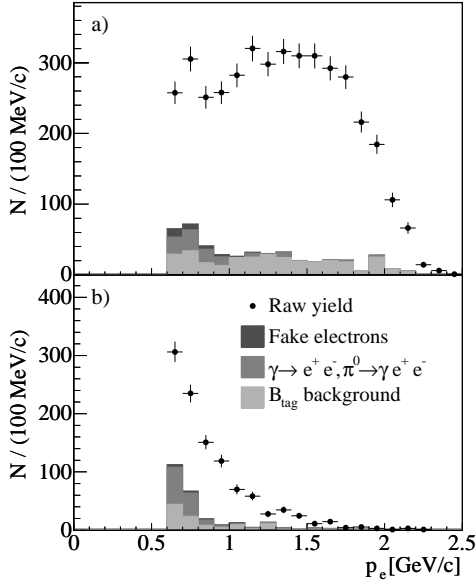 a)
N / (100 MeV/c)
300
200
100
0
b)
N / (100 MeV/c)
400
300
200
100
0
Raw yield
Fake electrons
γ→ e⁺ e⁻,π⁰→γ e⁺ e⁻
B_tag background
0 0.5 1 1.5 2 2.5
p_e [GeV/c]